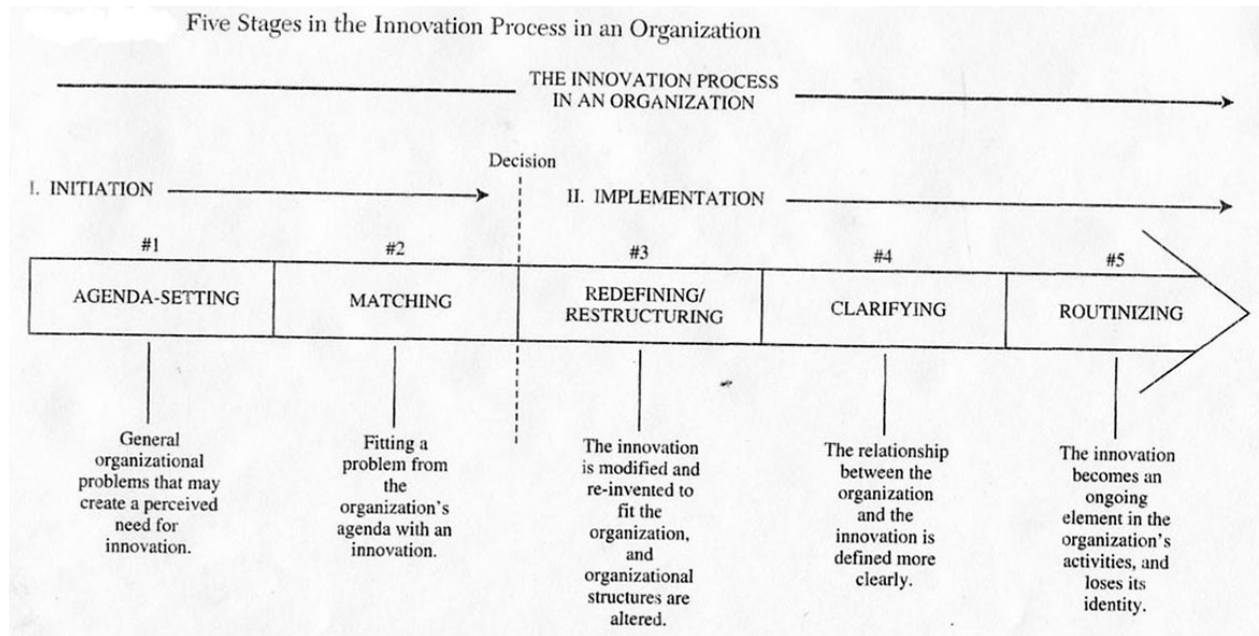 Five Stages in the Innovation Process in an Organization
THE INNOVATION PROCESS
IN AN ORGANIZATION
Decision
I. INITIATION
II. IMPLEMENTATION
#1
#2
#3
#4
#5
AGENDA-SETTING
MATCHING
REDEFINING/
RESTRUCTURING
CLARIFYING
ROUTINIZING
General
organizational
problems that may
create a perceived
need for
innovation.
Fitting a
problem from
the
organization's
agenda with an
innovation.
The innovation
is modified and
re-invented to
fit the
organization,
and
organizational
structures are
altered.
The relationship
between the
organization
and the
innovation is
defined more
clearly.
The innovation
becomes an
ongoing
element in the
organization's
activities, and
loses its
identity.